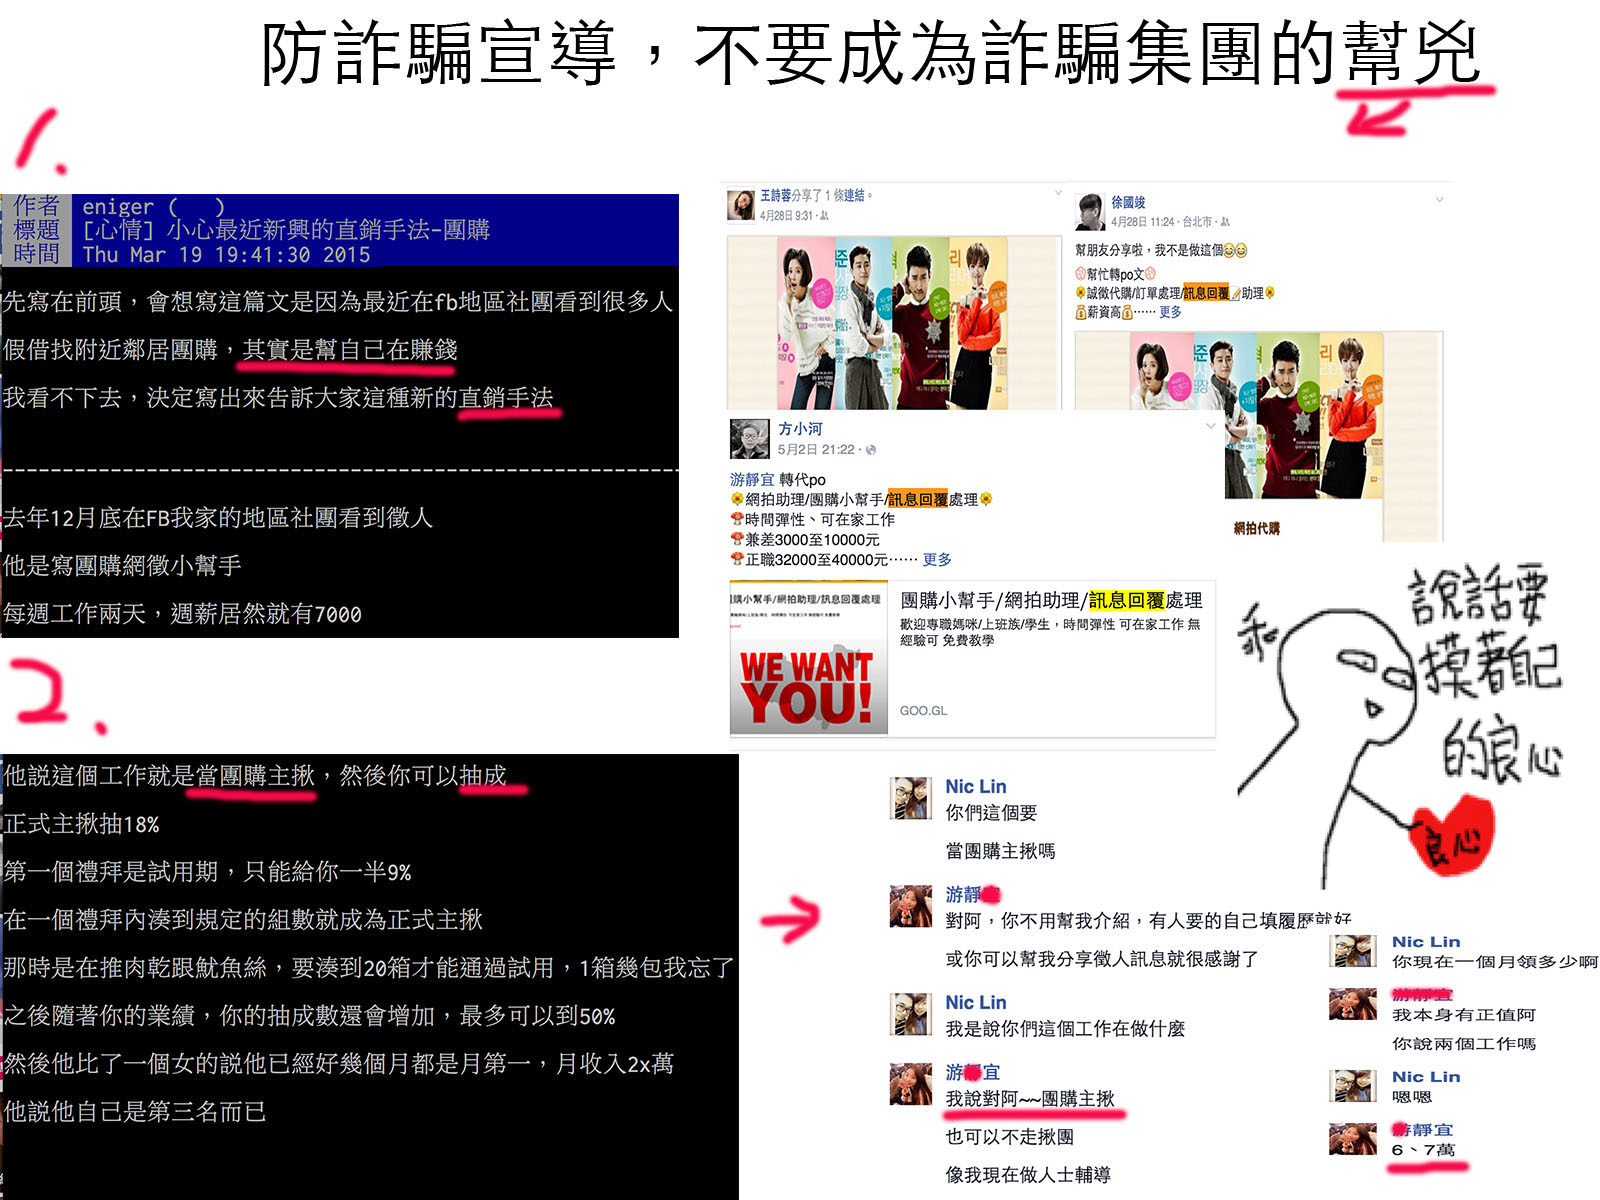 防詐騙宣導，不要成為詐騙集團的幫兇
1.
作者 eniger (   )
標題 [心情] 小心最近新興的直銷手法-團購
時間 Thu Mar 19 19:41:30 2015
先寫在前頭，會想寫這篇文是因為最近在fb地區社團看到很多人
假借找附近鄰居團購，其實是幫自己在賺錢
我看不下去，決定寫出來告訴大家這種新的直銷手法
去年12月底在FB我家的地區社團看到徵人
他是寫團購網徵小幫手
每週工作兩天，週薪居然就有7000
2.
他說這個工作就是當團購主揪，然後你可以抽成
正式主揪抽18%
第一個禮拜是試用期，只能給你一半9%
在一個禮拜內湊到規定的組數就成為正式主揪
那時是在推肉乾跟魷魚絲，要湊到20箱才能通過試用，1箱幾包我忘了
之後隨著你的業績，你的抽成數還會增加，最多可以到50%
然後他比了一個女的說他已經好幾個月都是月第一，月收入2x萬
他說他自己是第三名而已
王詩蓉分享了 1 條連結。
4月28日 9:31
徐國竣
4月28日 11:24 · 台北市
幫朋友分享啦，我不是做這個😂😂
幫忙轉po文
🌻誠徵代購/訂單處理/訊息回覆📝助理🌻
💰薪資高💰⋯⋯ 更多
網拍代購
方小河
5月2日 21:22
游靜宜 轉代po
🌻網拍助理/團購小幫手/訊息回覆處理🌻
🍄時間彈性、可在家工作
🍄兼差3000至10000元
🍄正職32000至40000元⋯⋯ 更多
購小幫手/網拍助理/訊息回覆處理
WE WANT
YOU!
團購小幫手/網拍助理/訊息回覆處理
歡迎專職媽咪/上班族/學生，時間彈性 可在家工作 無
經驗可 免費教學
GOO.GL
乖
說話要
摸著自己
的良心
良心
Nic Lin
你們這個要
當團購主揪嗎
游靜
對阿，你不用幫我介紹，有人要的自己填履歷就好
或你可以幫我分享徵人訊息就很感謝了
Nic Lin
我是說你們這個工作在做什麼
游 宜
我說對阿~~團購主揪
也可以不走揪團
像我現在做人士輔導
Nic Lin
你現在一個月領多少啊
游靜宜
我本身有正值阿
你說兩個工作嗎
Nic Lin
嗯嗯
游靜宜
6、7萬